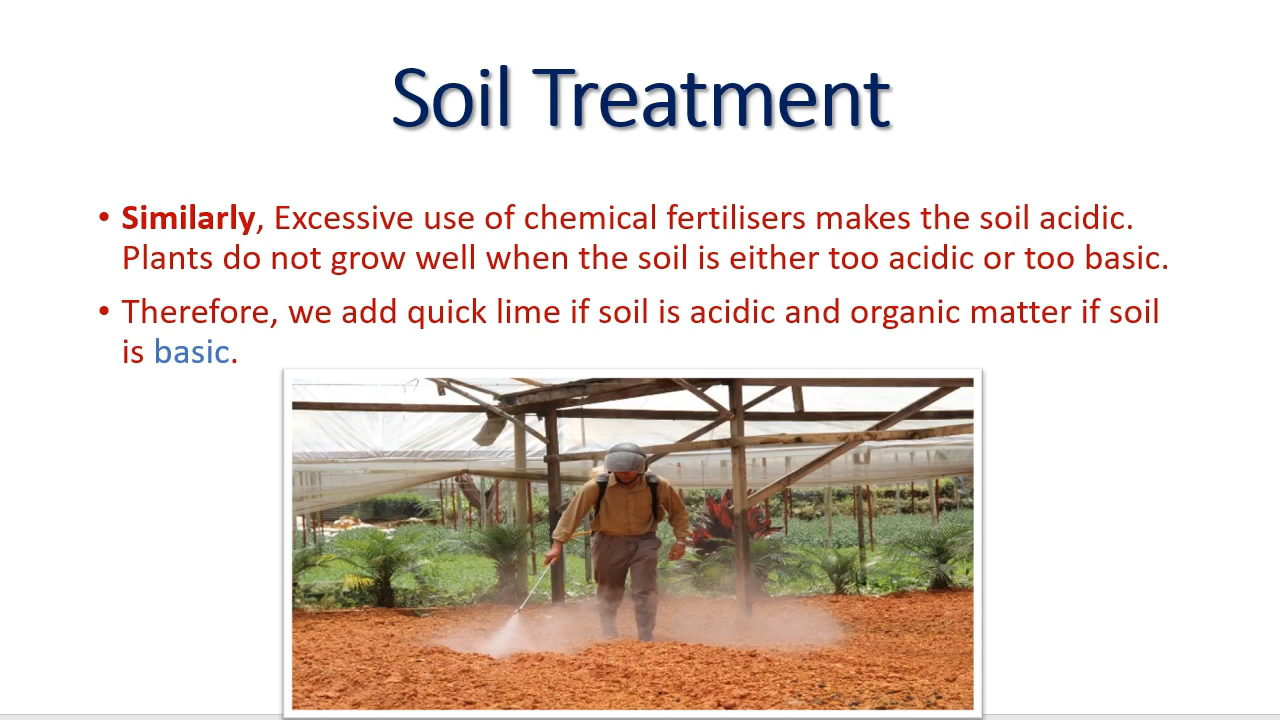 Soil Treatment
• Similarly, Excessive use of chemical fertilisers makes the soil acidic.
Plants do not grow well when the soil is either too acidic or too basic.
• Therefore, we add quick lime if soil is acidic and organic matter if soil
is basic.